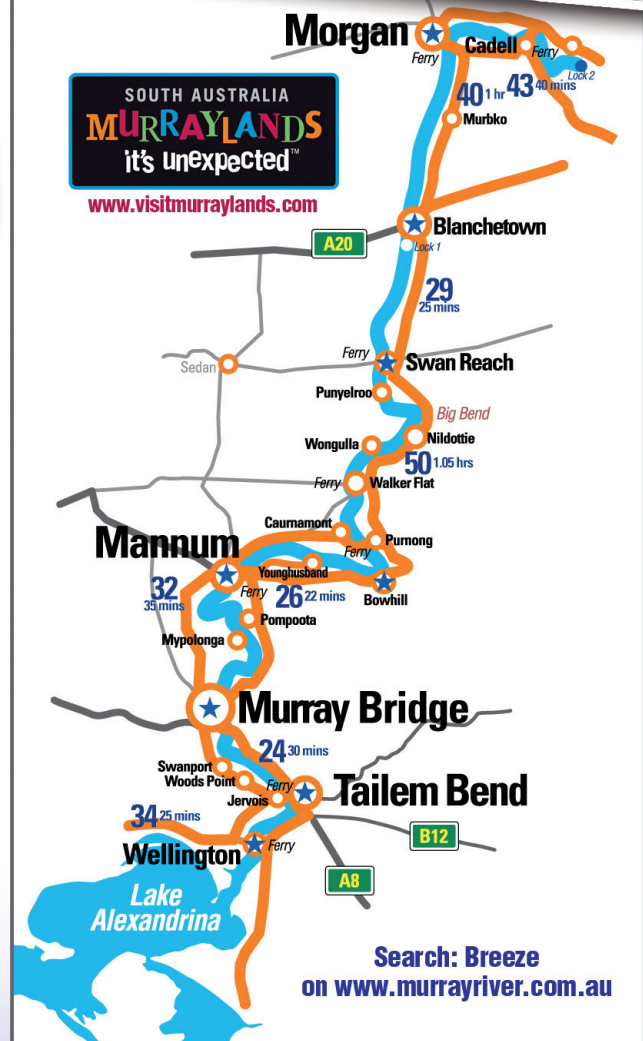 Morgan
Ferry
Cadell
Ferry
Lock 2
40 1 hr
43 40 mins
Murbko
SOUTH AUSTRALIA
MURRAYLANDS
it's unexpected™
www.visitmurraylands.com
A20
Blanchetown
Lock 1
29
25 mins
Ferry
Swan Reach
Sedan
Punyelroo
Big Bend
Nildottie
Wongulla
50 1.05 hrs
Ferry
Walker Flat
Caurnamont
Mannum
Ferry
Purnong
Younghusband
32
35 mins
Ferry
26 22 mins
Bowhill
Pompoota
Mypolonga
Murray Bridge
24 30 mins
Swanport
Woods Point
Ferry
Tailem Bend
Jervois
34 25 mins
B12
Wellington
Ferry
A8
Lake
Alexandrina
Search: Breeze
on www.murrayriver.com.au